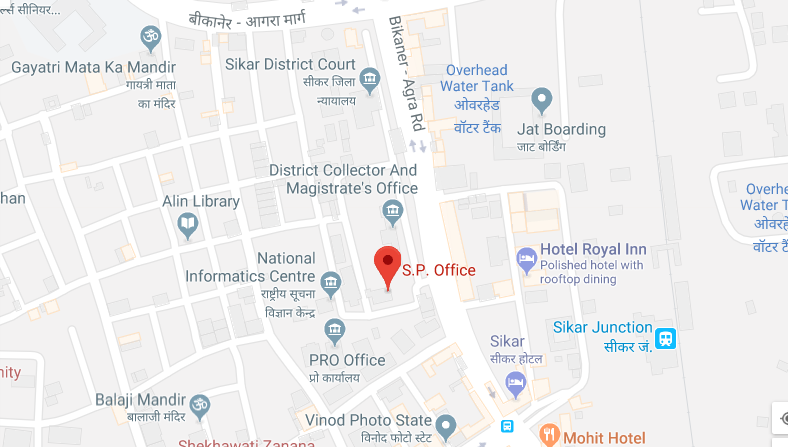 र्ल्स सीनियर...
बीकानेर - आगरा मार्ग
Gayatri Mata Ka Mandir
गायत्री माता
का मंदिर
Sikar District Court
सीकर जिला
न्यायालय
Bikaner - Agra Rd
Overhead
Water Tank
ओवरहेड
वॉटर टैंक
Jat Boarding
जाट बोर्डिंग
District Collector And
Magistrate's Office
han
Alin Library
Overhe
Water T
ओवरहे
वॉटर टै
National
Informatics Centre
राष्ट्रीय सूचना
विज्ञान केन्द्र
S.P. Office
Hotel Royal Inn
Polished hotel with
rooftop dining
Sikar Junction
सीकर जं.
PRO Office
प्रो कार्यालय
Sikar
सीकर होटल
nity
Balaji Mandir
बालाजी मंदिर
Vinod Photo State
विनोद फोटो स्टेट
Shekhawati Zanana
Mohit Hotel